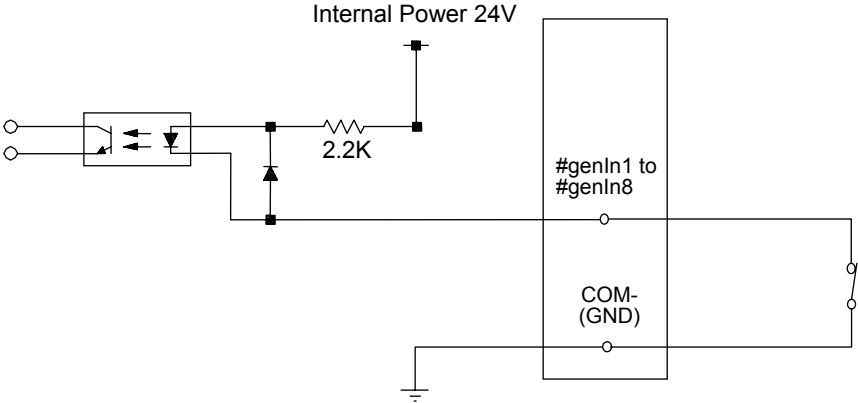 Internal Power 24V
2.2K
#genIn1 to
#genIn8
COM-
(GND)